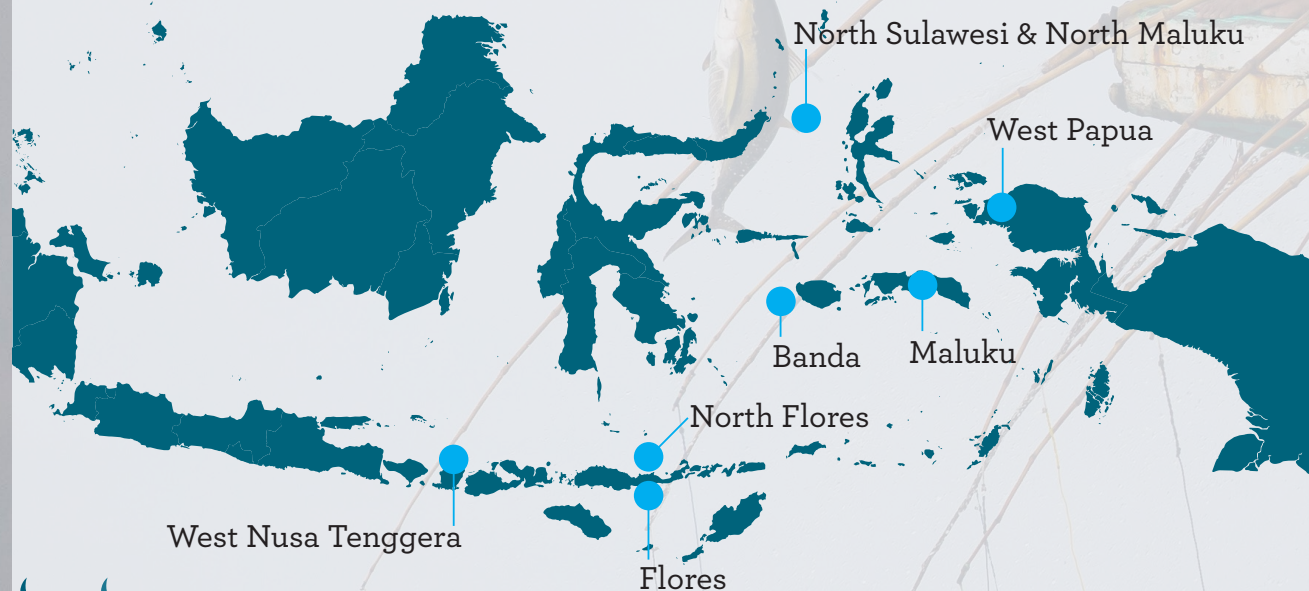 North Sulawesi & North Maluku
West Papua
Banda
Maluku
North Flores
West Nusa Tenggera
Flores